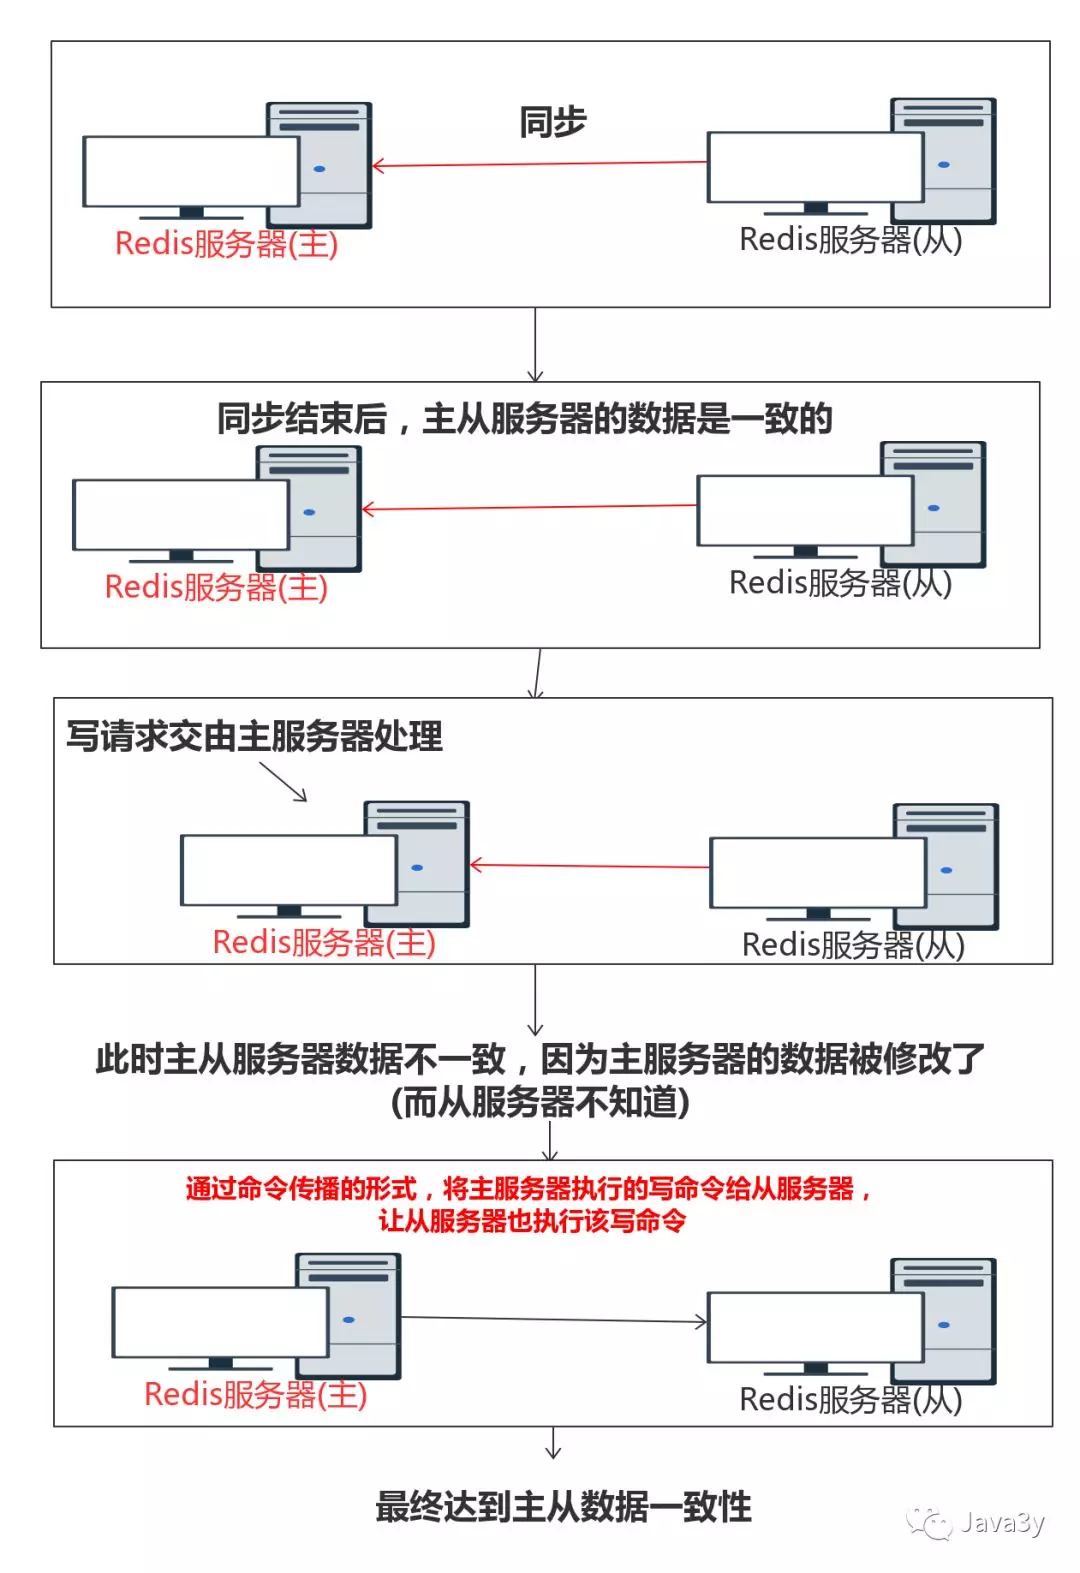 同步
Redis服务器(主)
Redis服务器(从)
同步结束后，主从服务器的数据是一致的
Redis服务器(主)
Redis服务器(从)
写请求交由主服务器处理
Redis服务器(主)
Redis服务器(从)
此时主从服务器数据不一致，因为主服务器的数据被修改了
(而从服务器不知道)
通过命令传播的形式，将主服务器执行的写命令给从服务器，
让从服务器也执行该写命令
Redis服务器(主)
Redis服务器(从)
最终达到主从数据一致性
Java3y